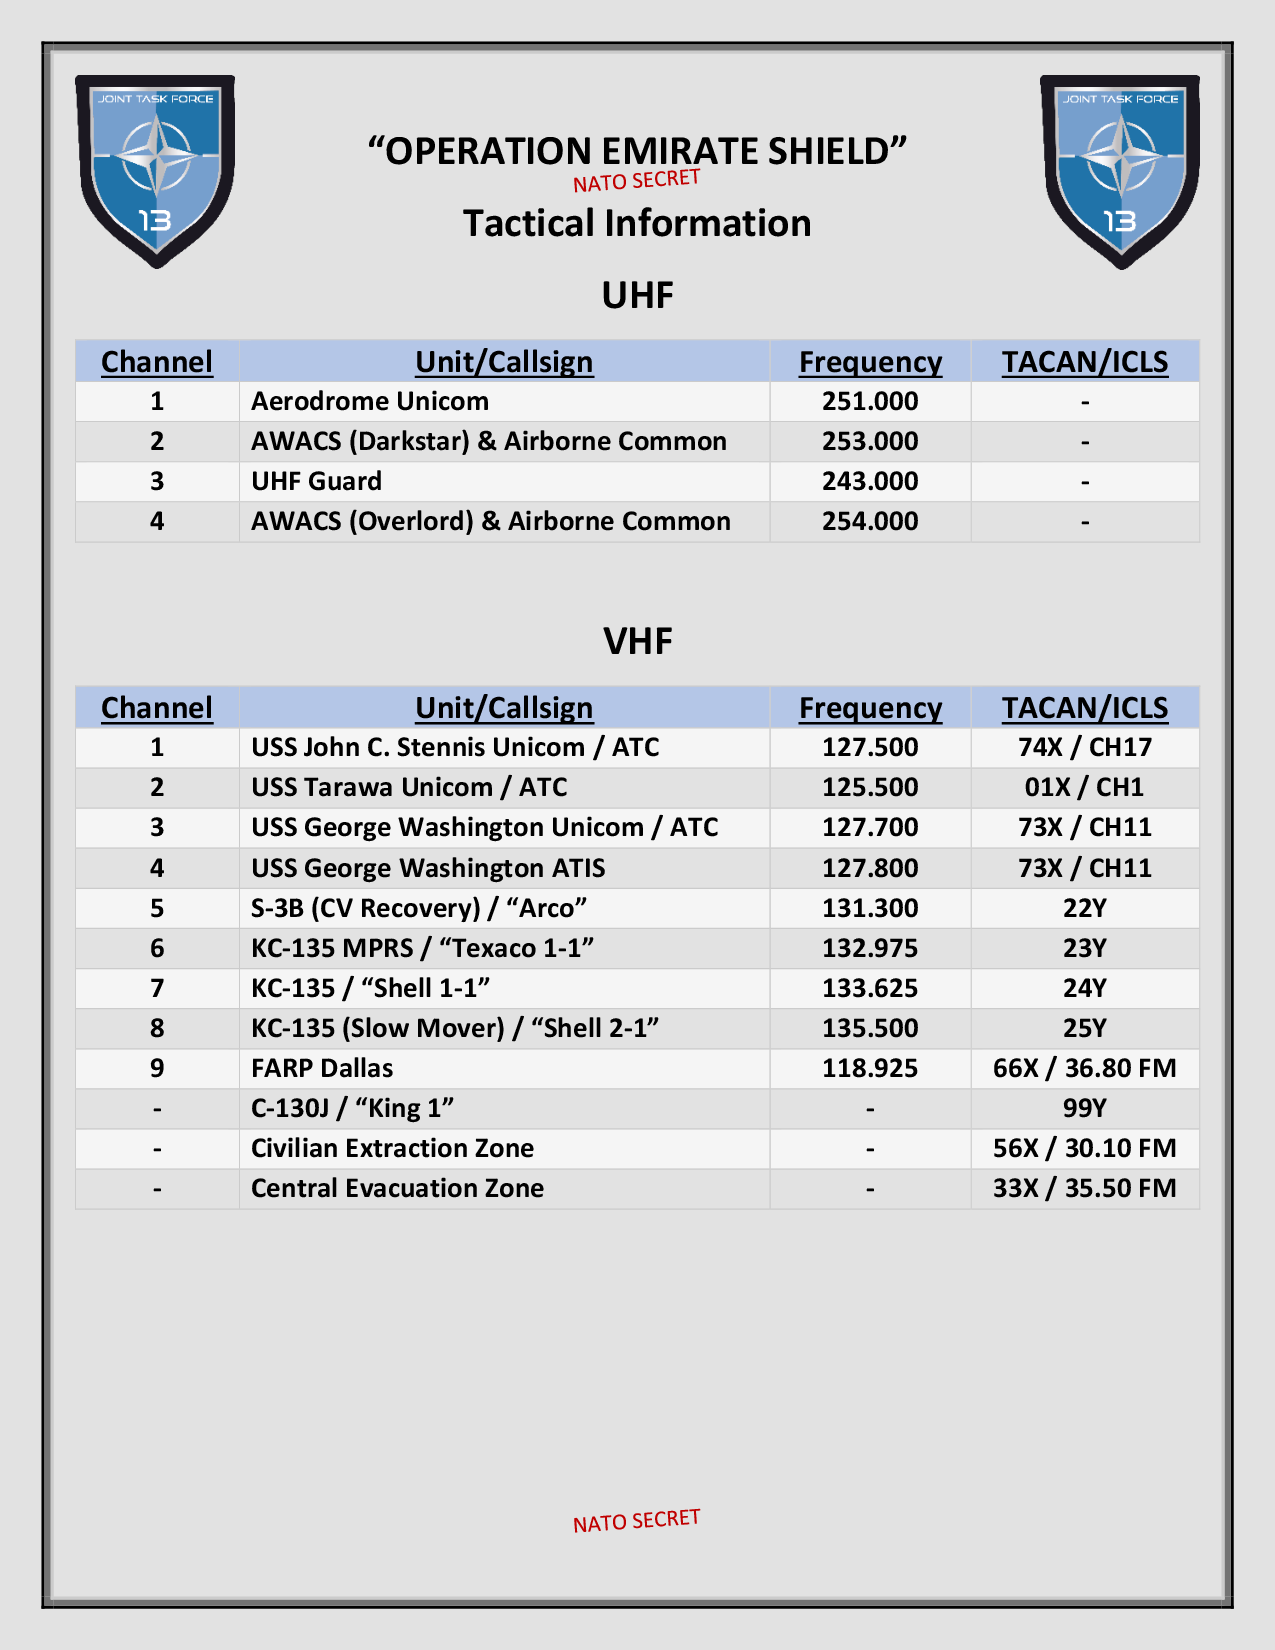 JOINT TASK FORCE
13
JOINT TASK FORCE
13
“OPERATION EMIRATE SHIELD”
NATO SECRET
Tactical Information
UHF
Channel Unit/Callsign Frequency TACAN/ICLS
1 Aerodrome Unicom 251.000 -
2 AWACS (Darkstar) & Airborne Common 253.000 -
3 UHF Guard 243.000 -
4 AWACS (Overlord) & Airborne Common 254.000 -
VHF
Channel Unit/Callsign Frequency TACAN/ICLS
1 USS John C. Stennis Unicom / ATC 127.500 74X / CH17
2 USS Tarawa Unicom / ATC 125.500 01X / CH1
3 USS George Washington Unicom / ATC 127.700 73X / CH11
4 USS George Washington ATIS 127.800 73X / CH11
5 S-3B (CV Recovery) / “Arco” 131.300 22Y
6 KC-135 MPRS / “Texaco 1-1” 132.975 23Y
7 KC-135 / “Shell 1-1” 133.625 24Y
8 KC-135 (Slow Mover) / “Shell 2-1” 135.500 25Y
9 FARP Dallas 118.925 66X / 36.80 FM
- C-130J / “King 1” - 99Y
- Civilian Extraction Zone - 56X / 30.10 FM
- Central Evacuation Zone - 33X / 35.50 FM
NATO SECRET